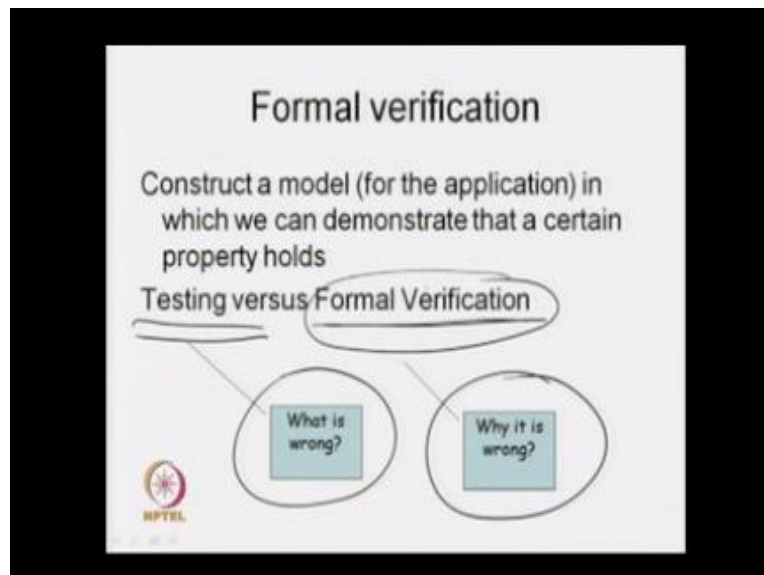 Formal verification
Construct a model (for the application) in
which we can demonstrate that a certain
property holds
Testing versus Formal Verification
What is
wrong?
Why it is
wrong?
NPTEL